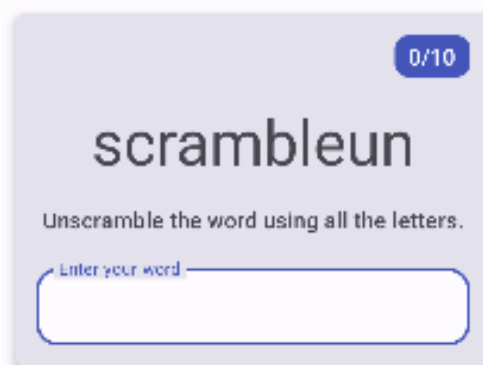 0/10
scrambleun
Unscramble the word using all the letters.
Enter your word